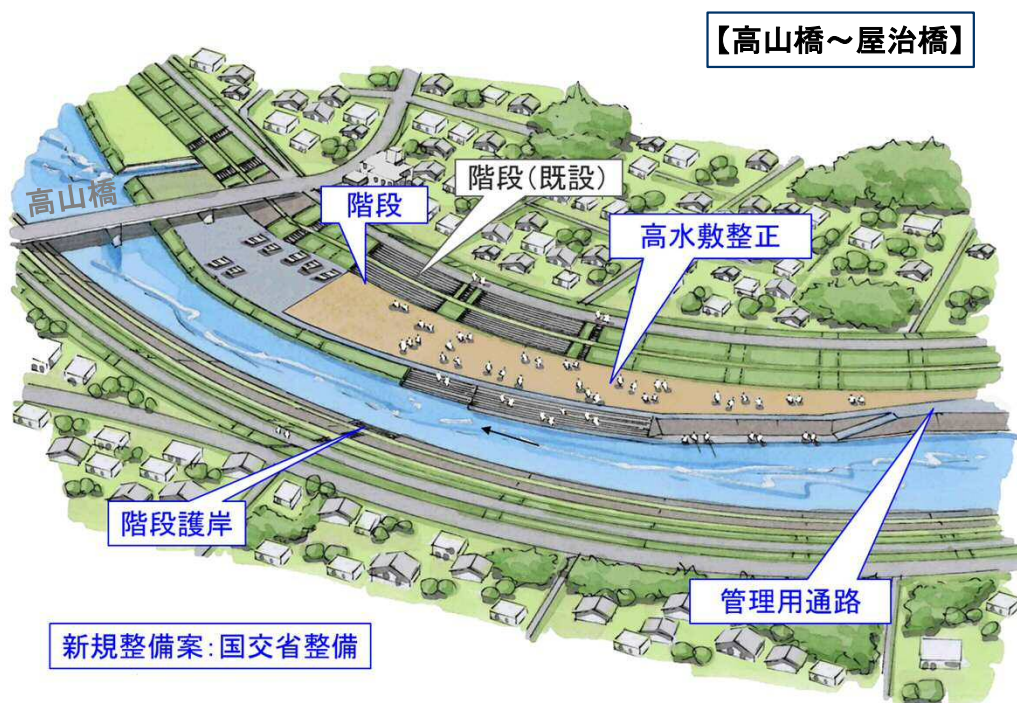 【高山橋～屋治橋】
高山橋
階段(既設)
階段
高水敷整正
階段護岸
管理用通路
新規整備案:国交省整備